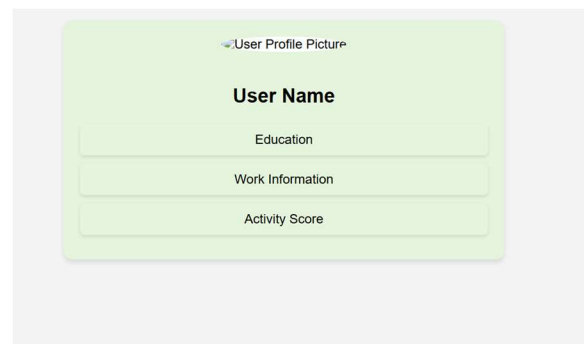 User Profile Picture
User Name
Education
Work Information
Activity Score